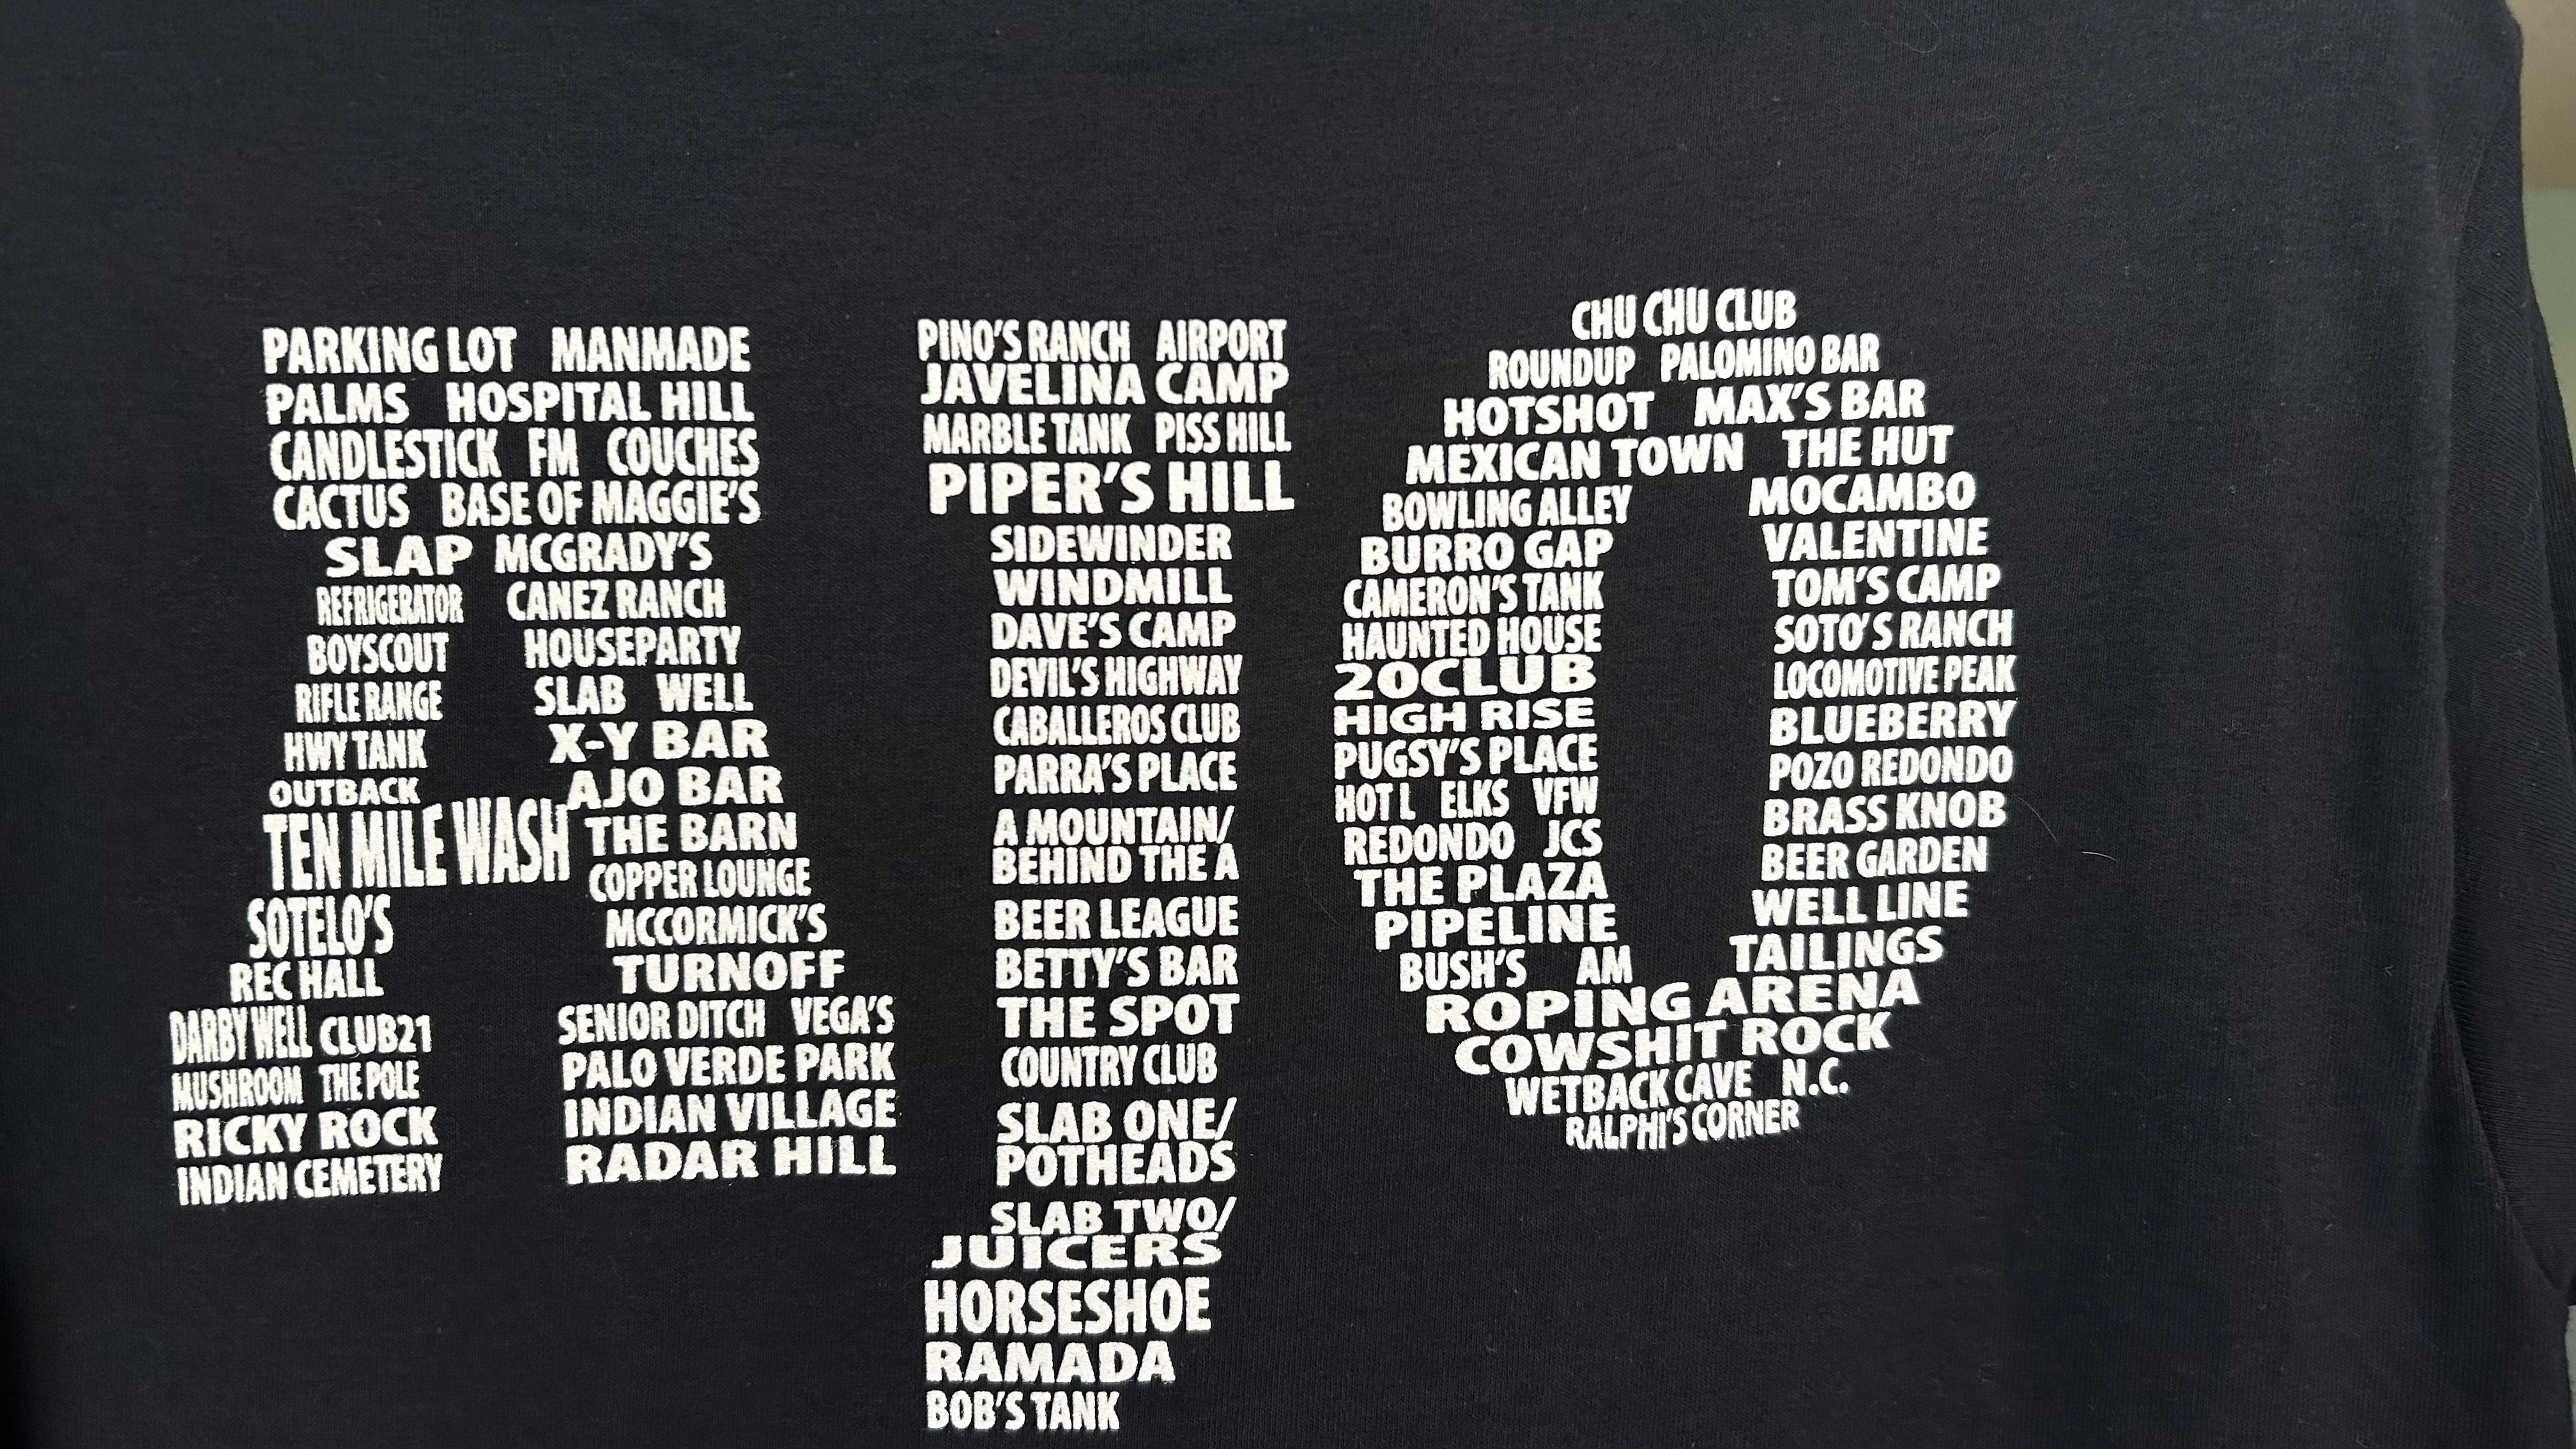 PARKING LOT MANMADE
PALMS HOSPITAL HILL
CANDLESTICK FM COUCHES
CACTUS BASE OF MAGGIE'S
SLAP MCGRADY'S
REFRIGERATOR CANEZ RANCH
BOYSCOUT HOUSEPARTY
RIFLE RANGE SLAB WELL
HWY TANK X-Y BAR
OUTBACK AJO BAR
TEN MILE WASH THE BARN
COPPER LOUNGE
SOTELO'S MCCORMICK'S
REC HALL TURNOFF
DARBY WELL CLUB21 SENIOR DITCH VEGA'S
MUSHROOM THE POLE PALO VERDE PARK
RICKY ROCK INDIAN VILLAGE
INDIAN CEMETERY RADAR HILL
PINO'S RANCH AIRPORT
JAVELINA CAMP
MARBLE TANK PISS HILL
PIPER'S HILL
SIDEWINDER
WINDMILL
DAVE'S CAMP
DEVIL'S HIGHWAY
CABALLEROS CLUB
PARRA'S PLACE
A MOUNTAIN/
BEHIND THE A
BEER LEAGUE
BETTY'S BAR
THE SPOT
COUNTRY CLUB
SLAB ONE/
POTHEADS
SLAB TWO/
JUICERS
HORSESHOE
RAMADA
BOB'S TANK
CHU CHU CLUB
ROUNDUP PALOMINO BAR
HOTSHOT MAX'S BAR
MEXICAN TOWN THE HUT
BOWLING ALLEY MOCAMBO
BURRO GAP VALENTINE
CAMERON'S TANK TOM'S CAMP
HAUNTED HOUSE SOTO'S RANCH
20CLUB LOCOMOTIVE PEAK
HIGH RISE BLUEBERRY
PUGSY'S PLACE POZO REDONDO
HOT L ELKS VFW BRASS KNOB
REDONDO JCS BEER GARDEN
THE PLAZA WELL LINE
PIPELINE TAILINGS
BUSH'S AM
ROPING ARENA
COWSHIT ROCK
WETBACK CAVE N.C.
RALPHI'S CORNER